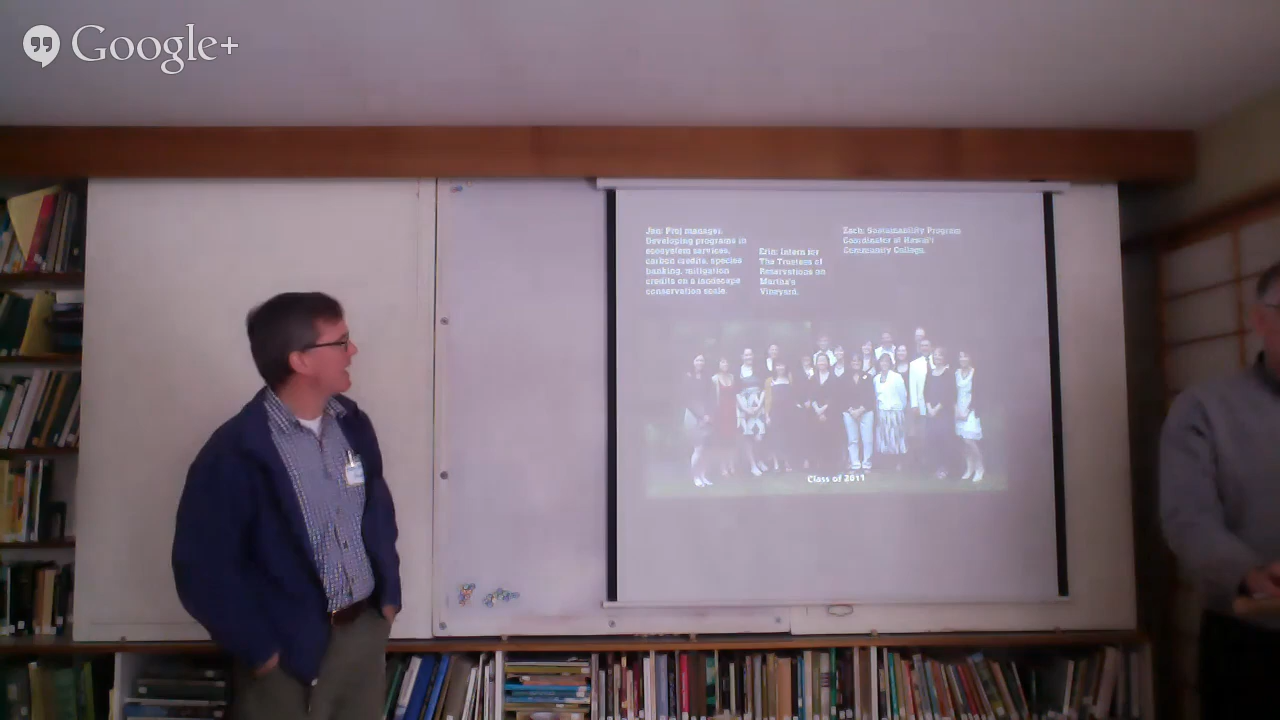 Google+
Jan: Proj manager.
Developing programs in
ecosystem services,
carbon credits, species
banking, mitigation
credits on a landscape
conservation scale.
Erin: Intern for
The Trustees of
Reservations on
Martha's
Vineyard.
Zach: Sustainability Program
Coordinator at Hawai'i
Community College.
Class of 2011